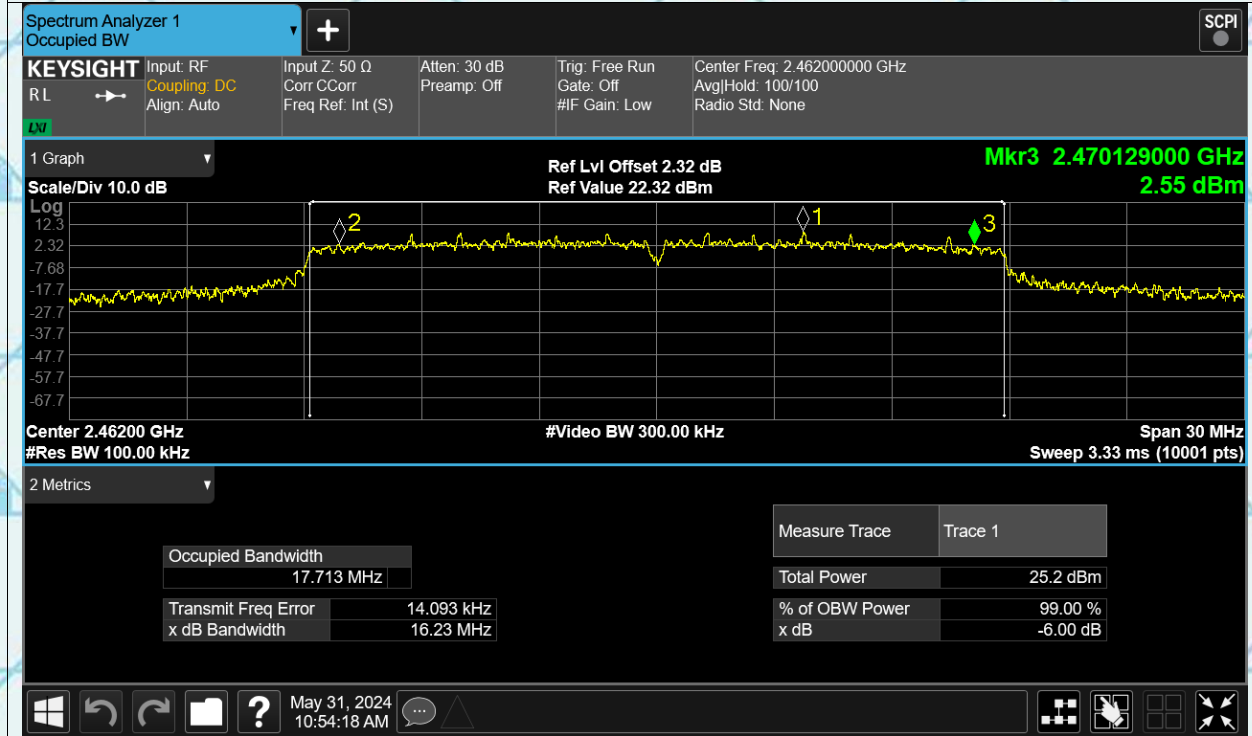 Spectrum Analyzer 1
Occupied BW
SCPI
KEYSIGHT
R L
LXI
Input: RF
Coupling: DC
Align: Auto
Input Z: 50 Ω
Corr CCorr
Freq Ref: Int (S)
Atten: 30 dB
Preamp: Off
Trig: Free Run
Gate: Off
#IF Gain: Low
Center Freq: 2.462000000 GHz
Avg|Hold: 100/100
Radio Std: None
1 Graph
Scale/Div 10.0 dB
Ref Lvl Offset 2.32 dB
Ref Value 22.32 dBm
Mkr3 2.470129000 GHz
2.55 dBm
Log
12.3
2.32
-7.68
-17.7
-27.7
-37.7
-47.7
-57.7
-67.7
2
1
3
Center 2.46200 GHz
#Video BW 300.00 kHz
Span 30 MHz
#Res BW 100.00 kHz
Sweep 3.33 ms (10001 pts)
2 Metrics
Occupied Bandwidth
17.713 MHz
Transmit Freq Error 14.093 kHz
x dB Bandwidth 16.23 MHz
Measure Trace Trace 1
Total Power 25.2 dBm
% of OBW Power 99.00 %
x dB -6.00 dB
?
May 31, 2024
10:54:18 AM